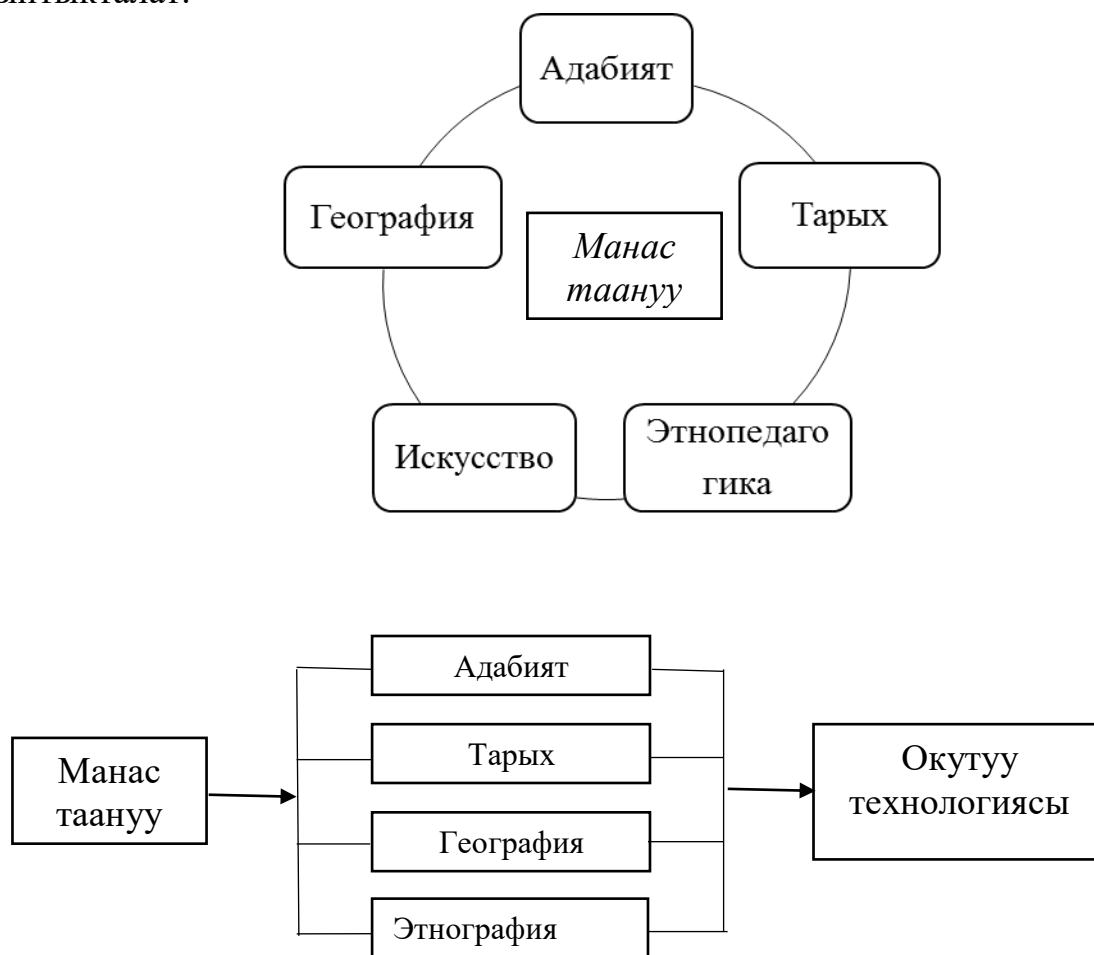 Адабият
География
Тарых
Манас
таануу
Искусство
Этнопедаго
гика
Адабият
Тарых
Манас
таануу
Окутуу
технологиясы
География
Этнография